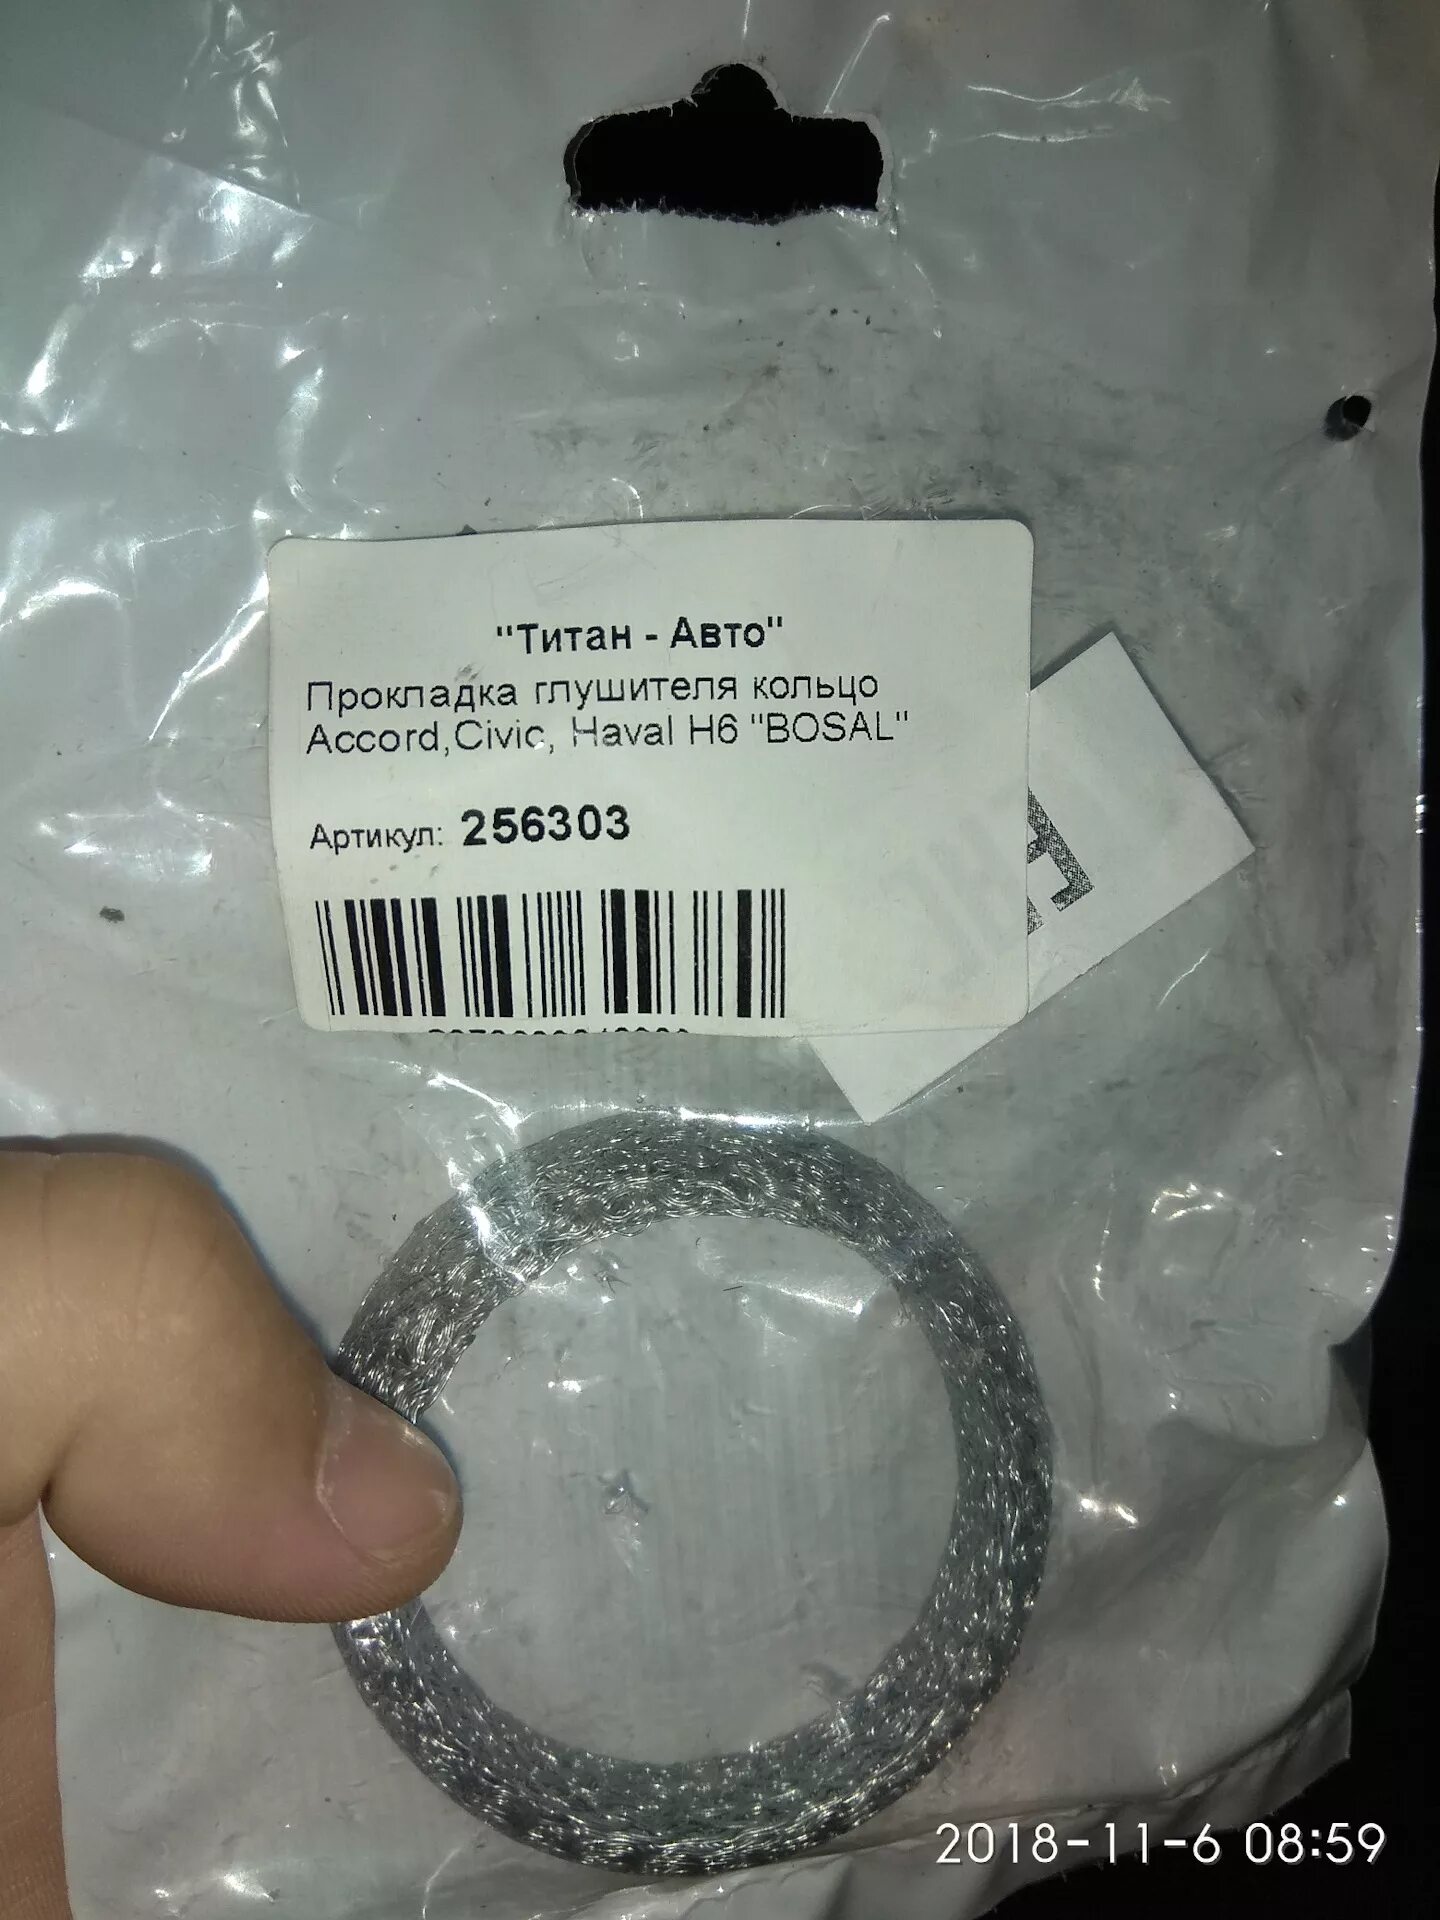 "Титан - Авто"
Прокладка глушителя кольцо
Accord,Civic, Haval H6 "BOSAL"
Артикул: 256303
2018-11-6 08:59